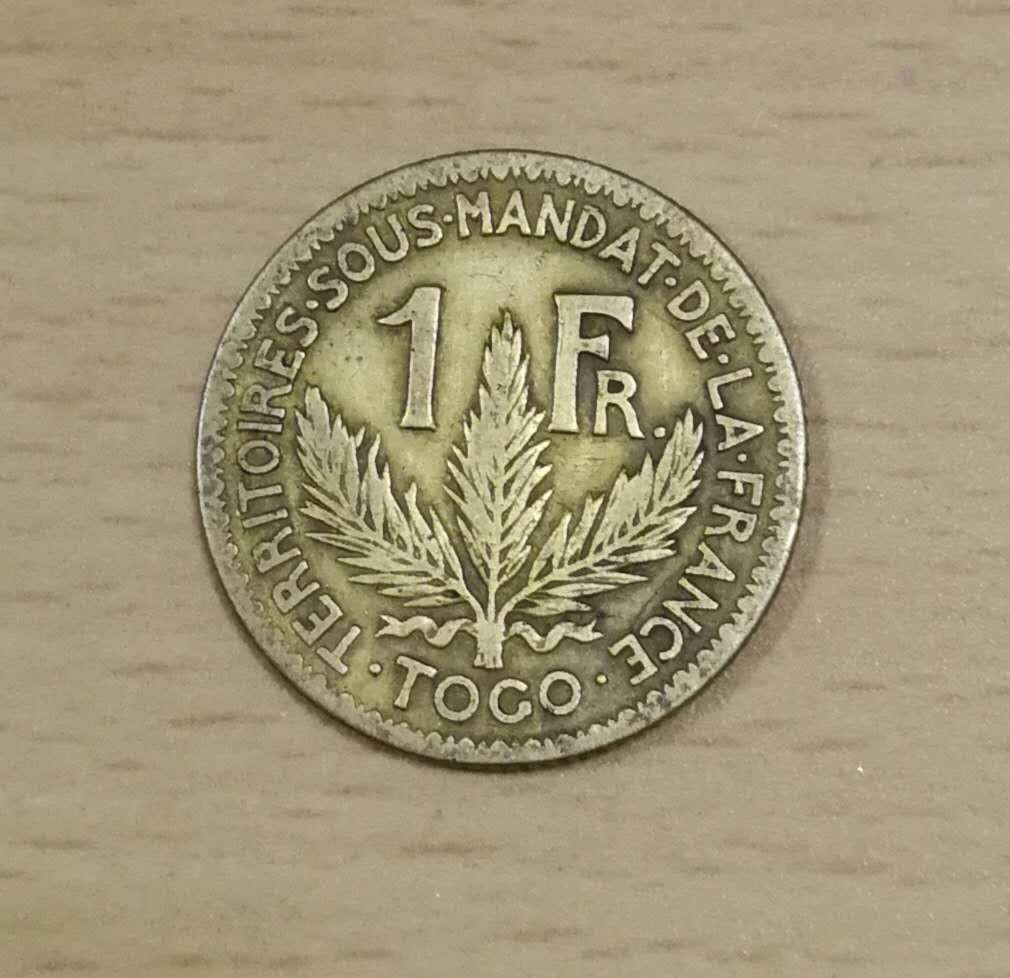 TERRITOIRES·SOUS·MANDAT·DE·LA·FRANCE
1 FR.
·TOGO·